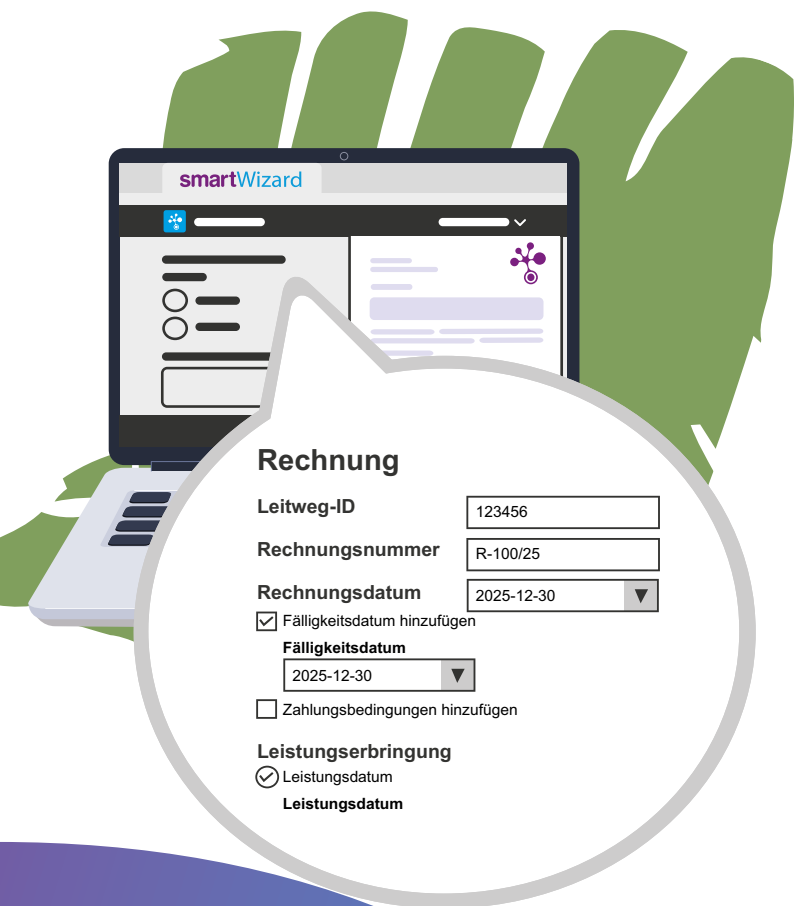 smartWizard
Rechnung
Leitweg-ID
123456
Rechnungsnummer
R-100/25
Rechnungsdatum
2025-12-30
Fälligkeitsdatum hinzufügen
Fälligkeitsdatum
2025-12-30
Zahlungsbedingungen hinzufügen
Leistungserbringung
Leistungsdatum
Leistungsdatum